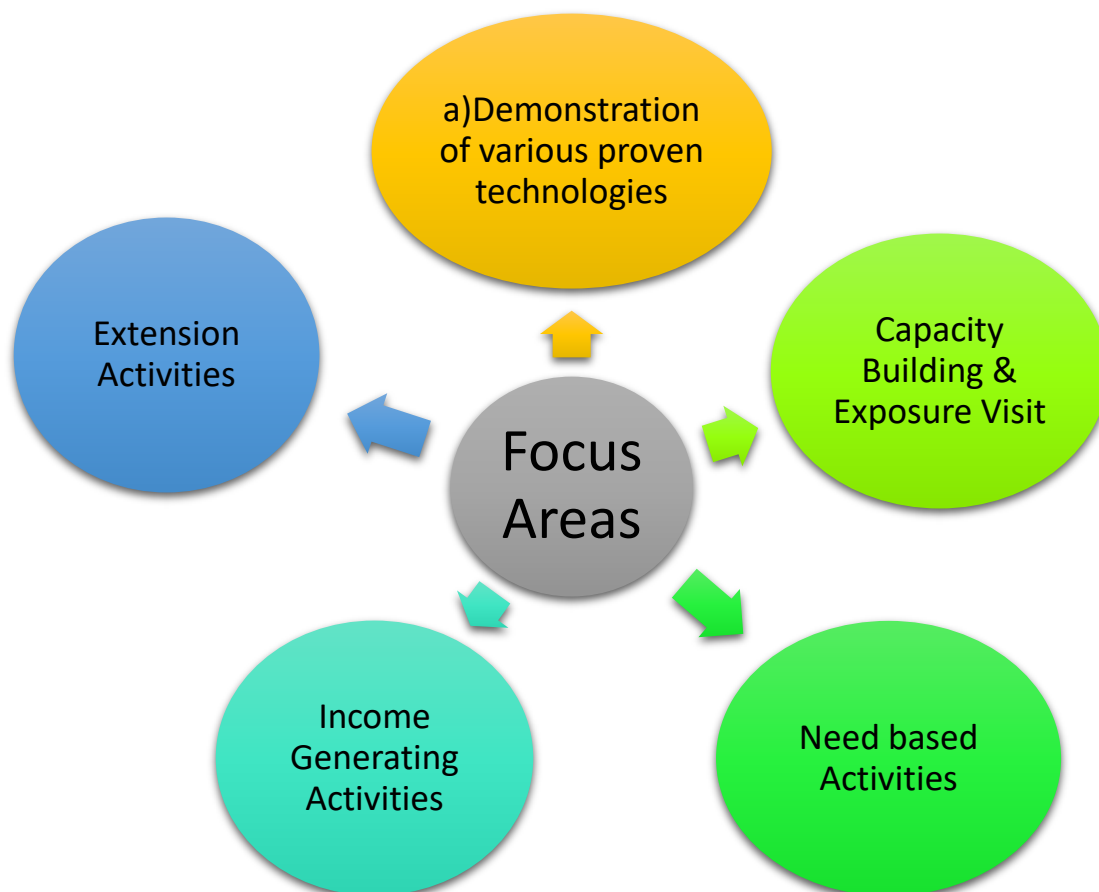 a)Demonstration
of various proven
technologies
Extension
Activities
Capacity
Building &
Exposure Visit
Focus
Areas
Income
Generating
Activities
Need based
Activities